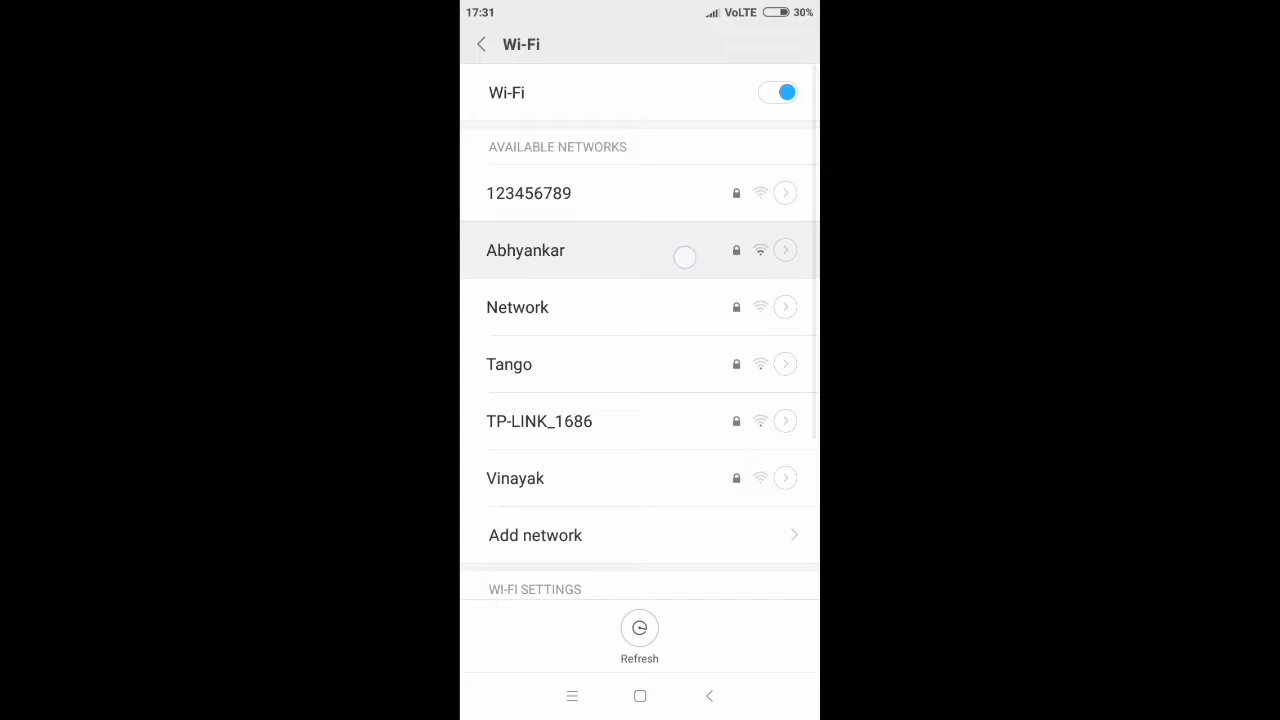 17:31 VoLTE 30%
Wi-Fi
Wi-Fi
AVAILABLE NETWORKS
123456789
Abhyankar
Network
Tango
TP-LINK_1686
Vinayak
Add network
WI-FI SETTINGS
Refresh